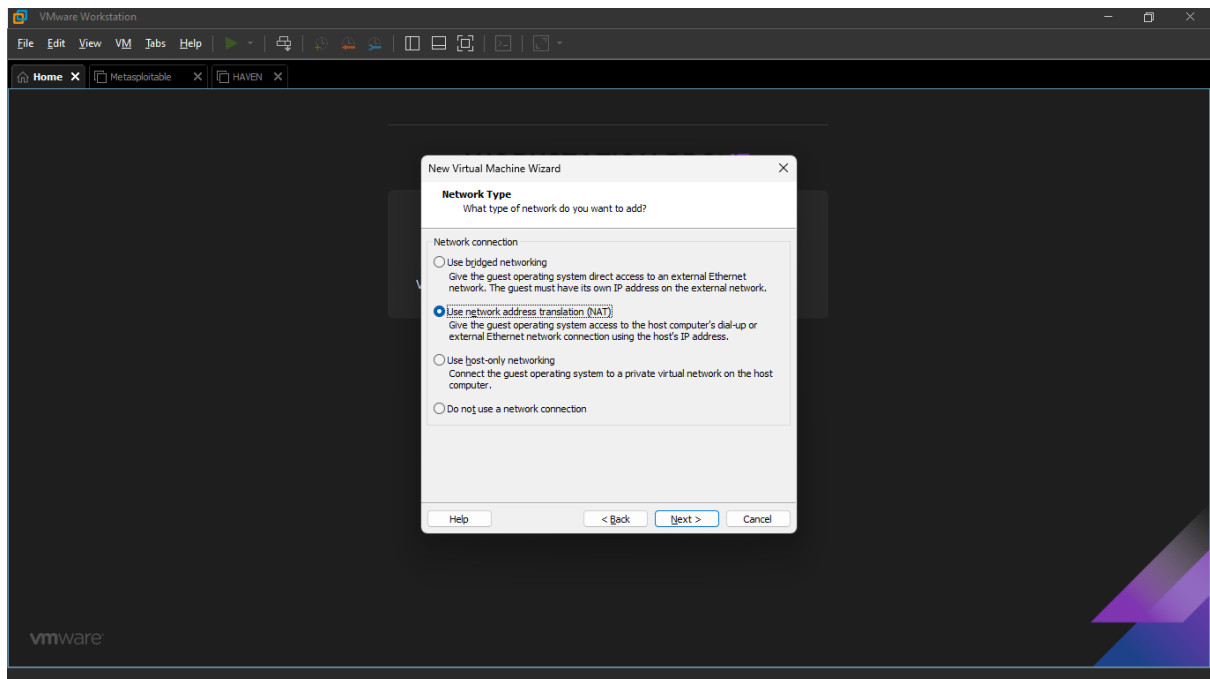 VMware Workstation
File Edit View VM Tabs Help
Home Metasploitable HAVEN
New Virtual Machine Wizard
Network Type
What type of network do you want to add?
Network connection
Use bridged networking
Give the guest operating system direct access to an external Ethernet
network. The guest must have its own IP address on the external network.
Use network address translation (NAT)
Give the guest operating system access to the host computer's dial-up or
external Ethernet network connection using the host's IP address.
Use host-only networking
Connect the guest operating system to a private virtual network on the host
computer.
Do not use a network connection
Help < Back Next > Cancel
vmware